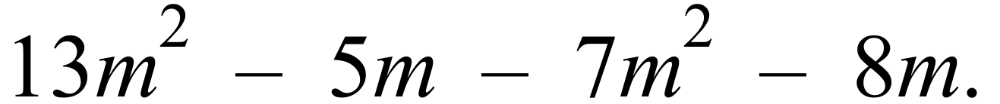 13m² − 5m − 7m² − 8m.